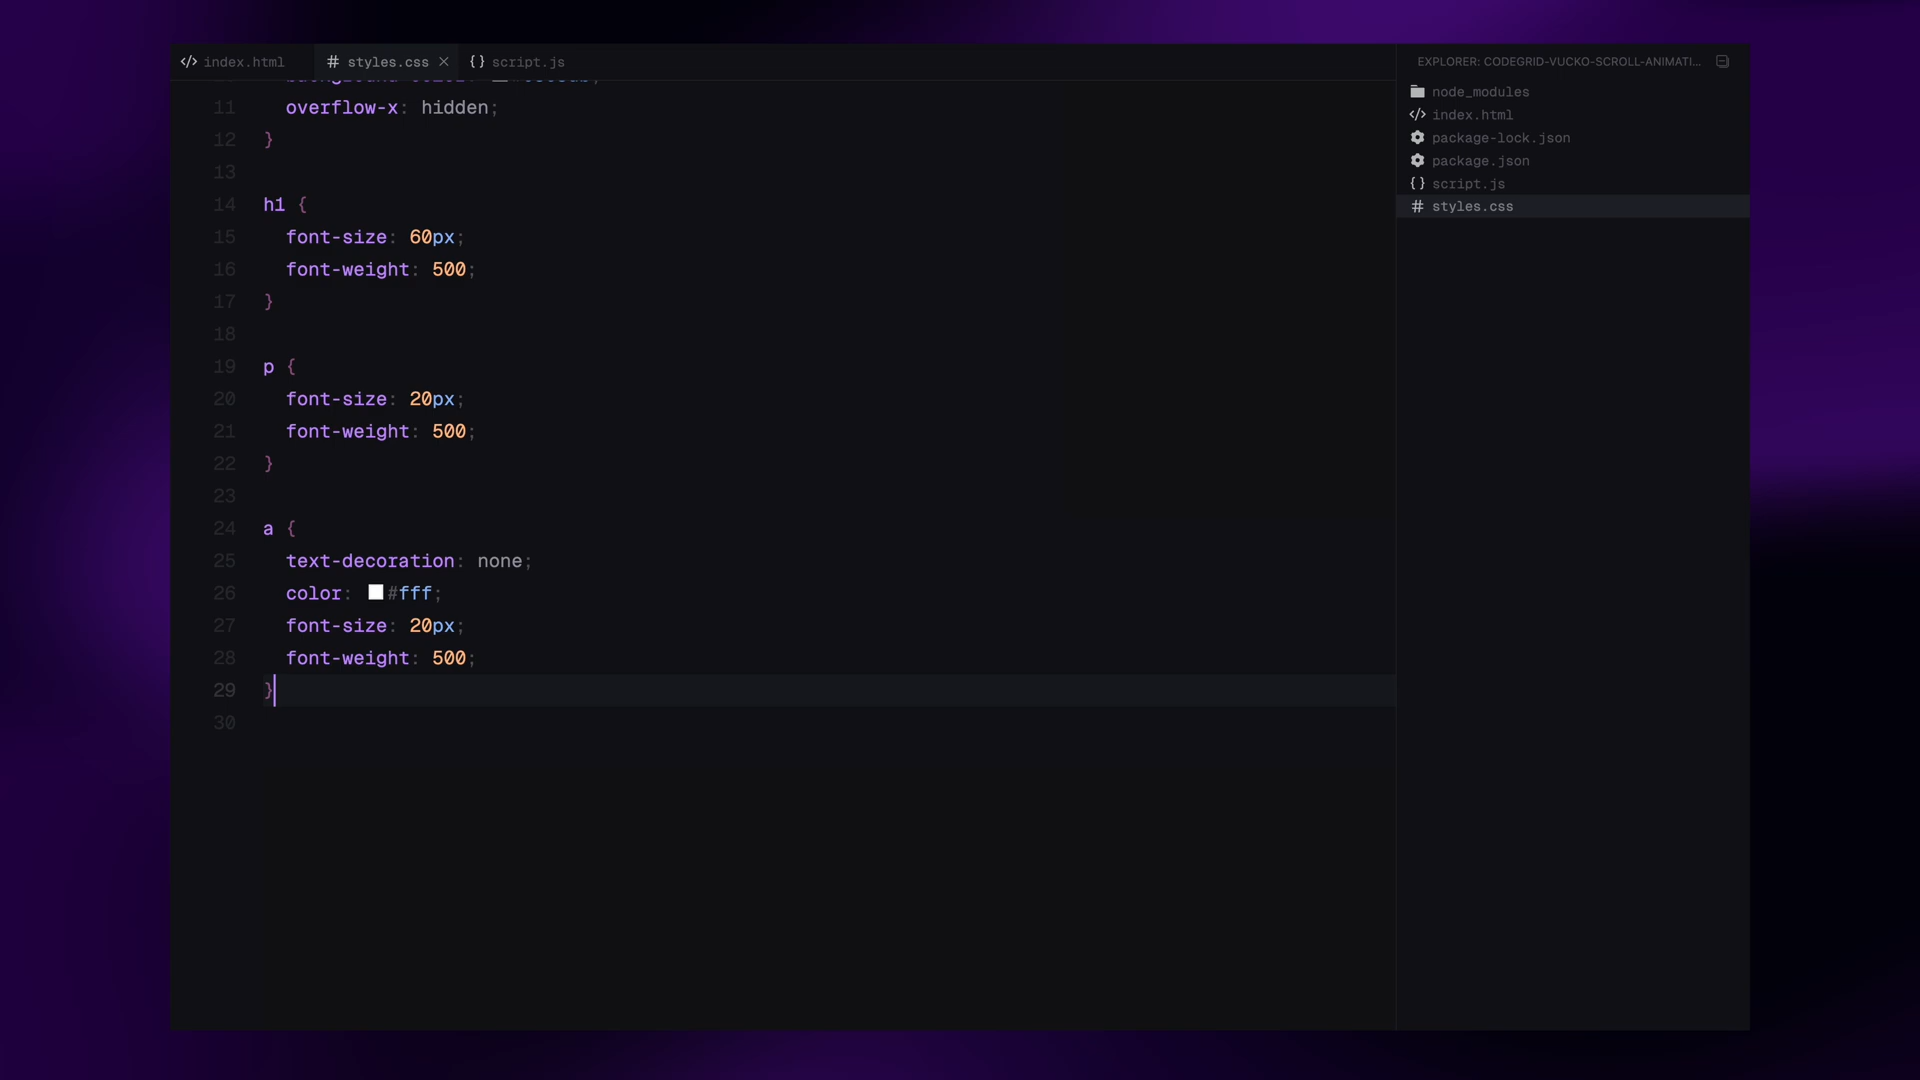 index.html
styles.css
script.js
EXPLORER: CODEGRID-VUCKO-SCROLL-ANIMATI...
11 overflow-x: hidden;
12 }
13
14 h1 {
15 font-size: 60px;
16 font-weight: 500;
17 }
18
19 p {
20 font-size: 20px;
21 font-weight: 500;
22 }
23
24 a {
25 text-decoration: none;
26 color: #fff;
27 font-size: 20px;
28 font-weight: 500;
29 }
30
node_modules
index.html
package-lock.json
package.json
script.js
styles.css